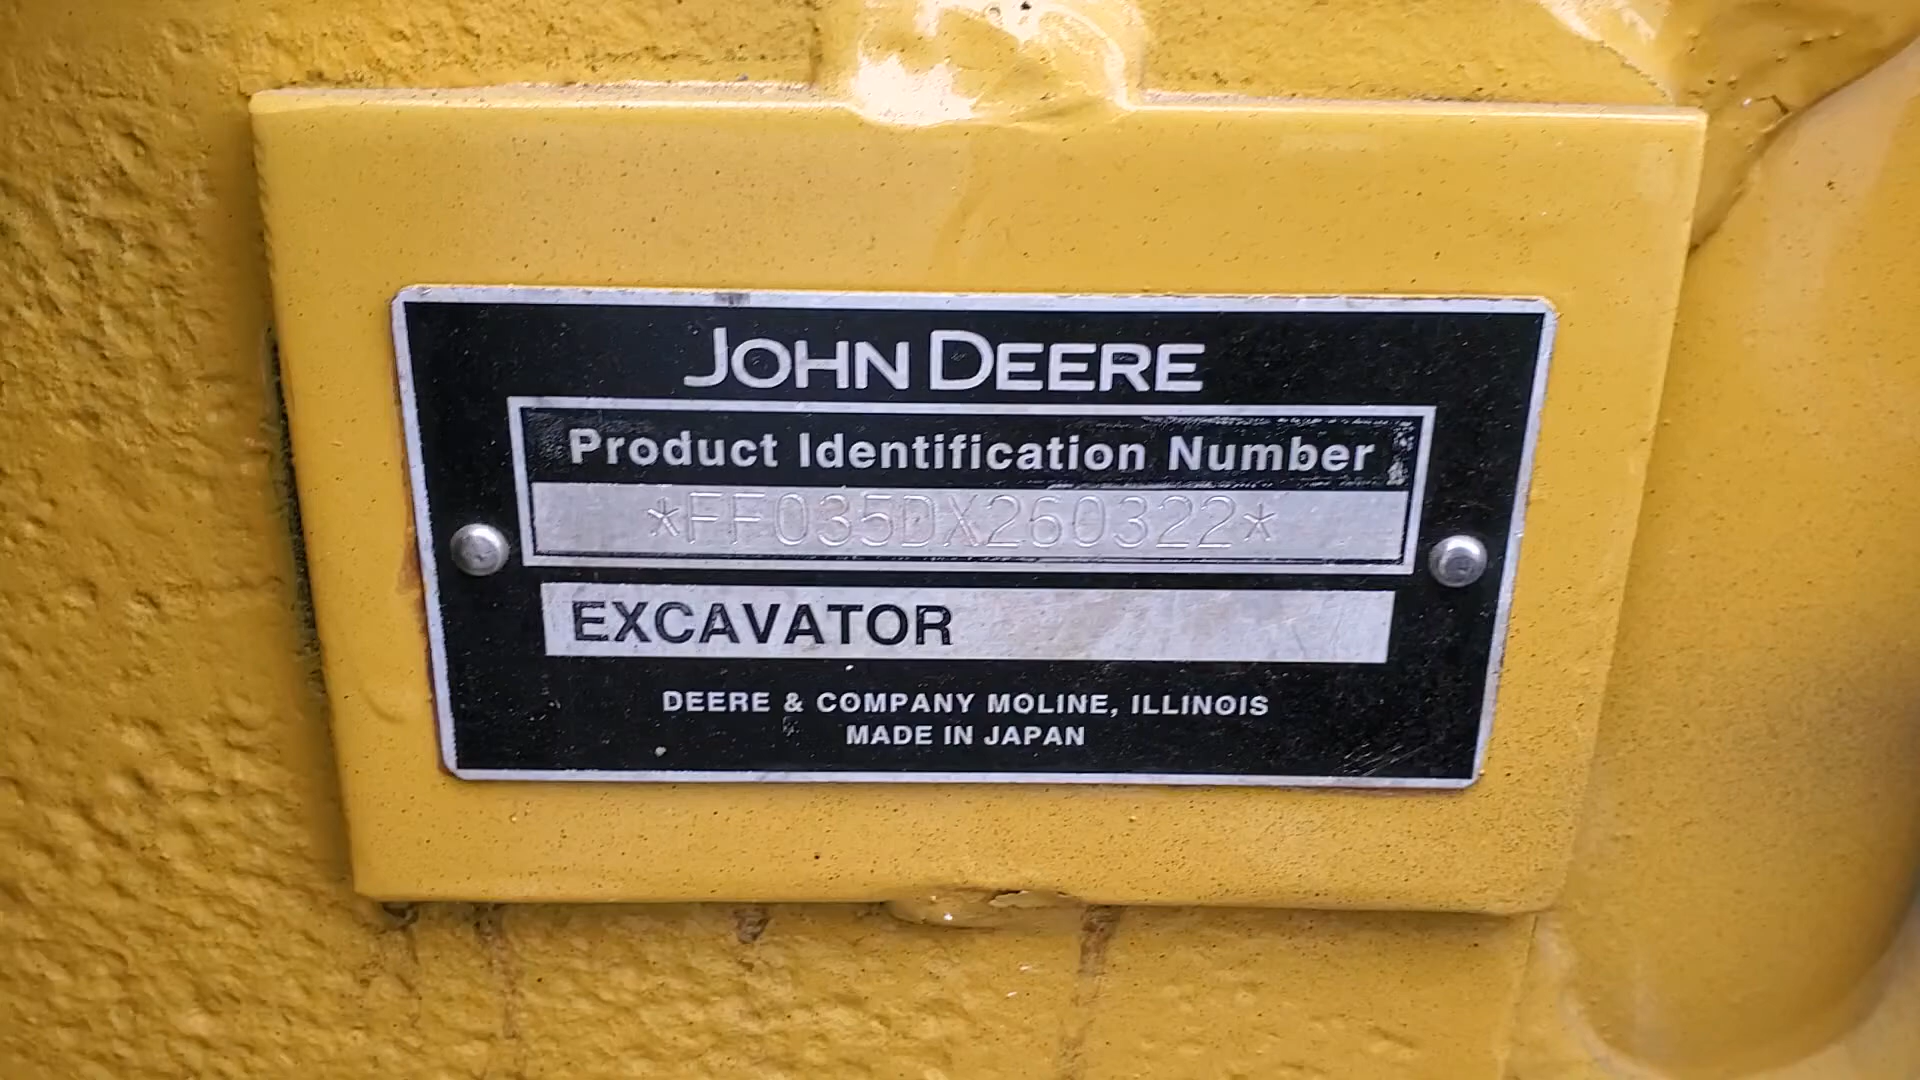 JOHN DEERE
Product Identification Number
*FF035DX260322*
EXCAVATOR
DEERE & COMPANY MOLINE, ILLINOIS
MADE IN JAPAN